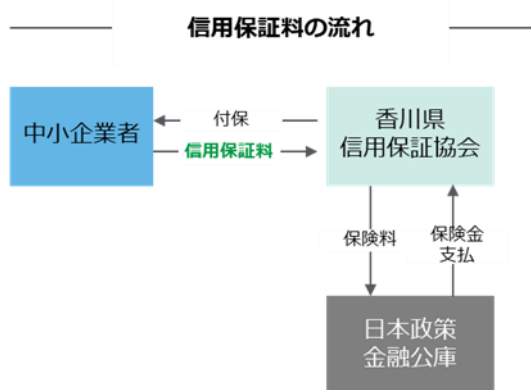 信用保証料の流れ
中小企業者
付保
信用保証料
香川県
信用保証協会
保険料
保険金
支払
日本政策
金融公庫